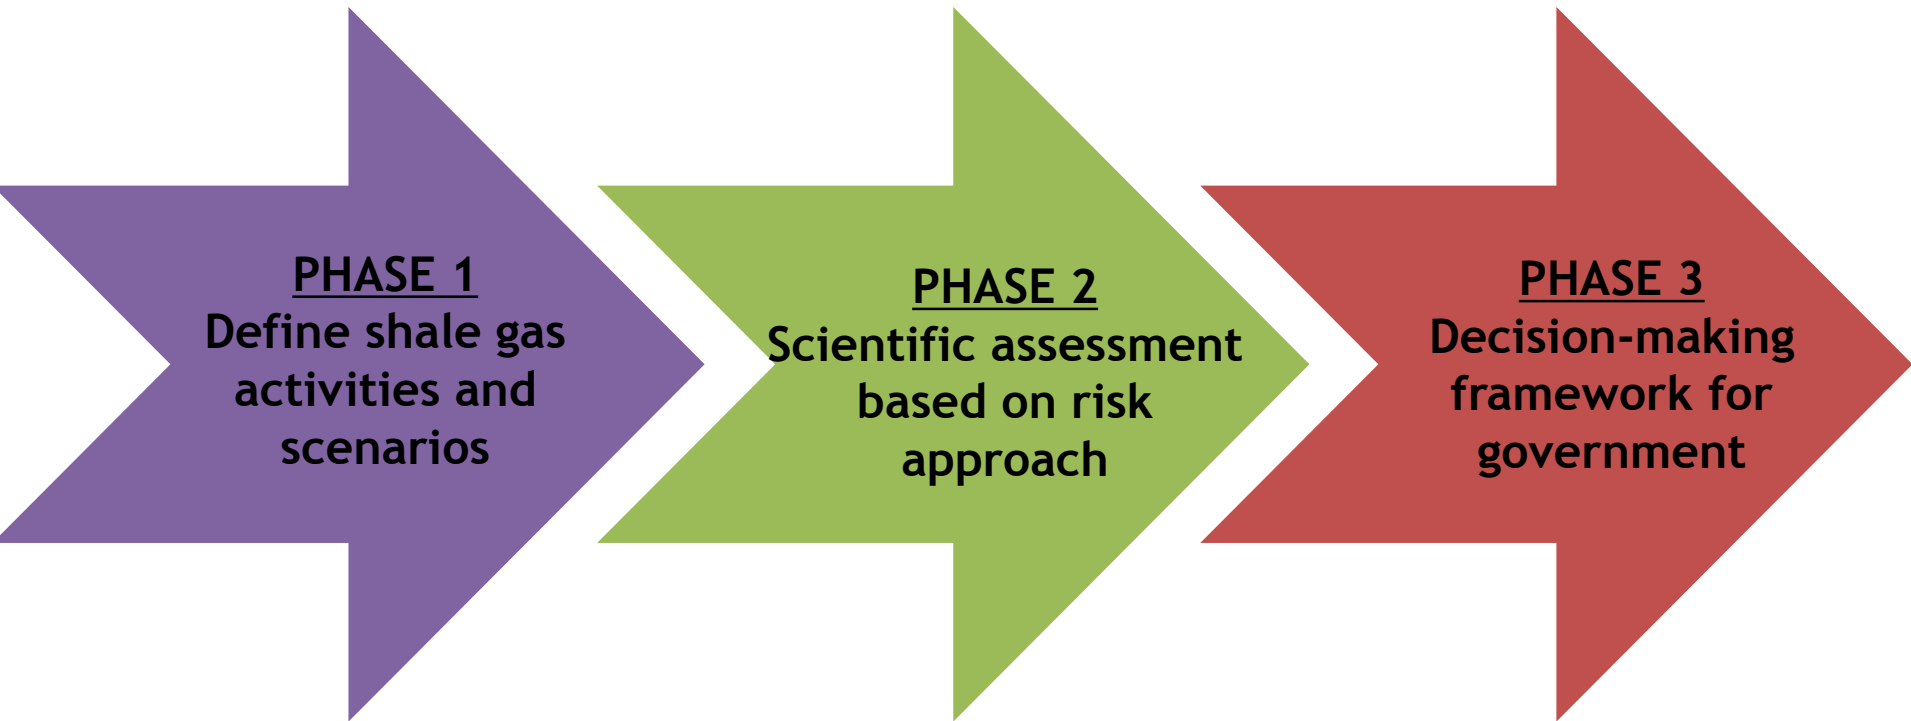 PHASE 1
Define shale gas
activities and
scenarios
PHASE 2
Scientific assessment
based on risk
approach
PHASE 3
Decision-making
framework for
government